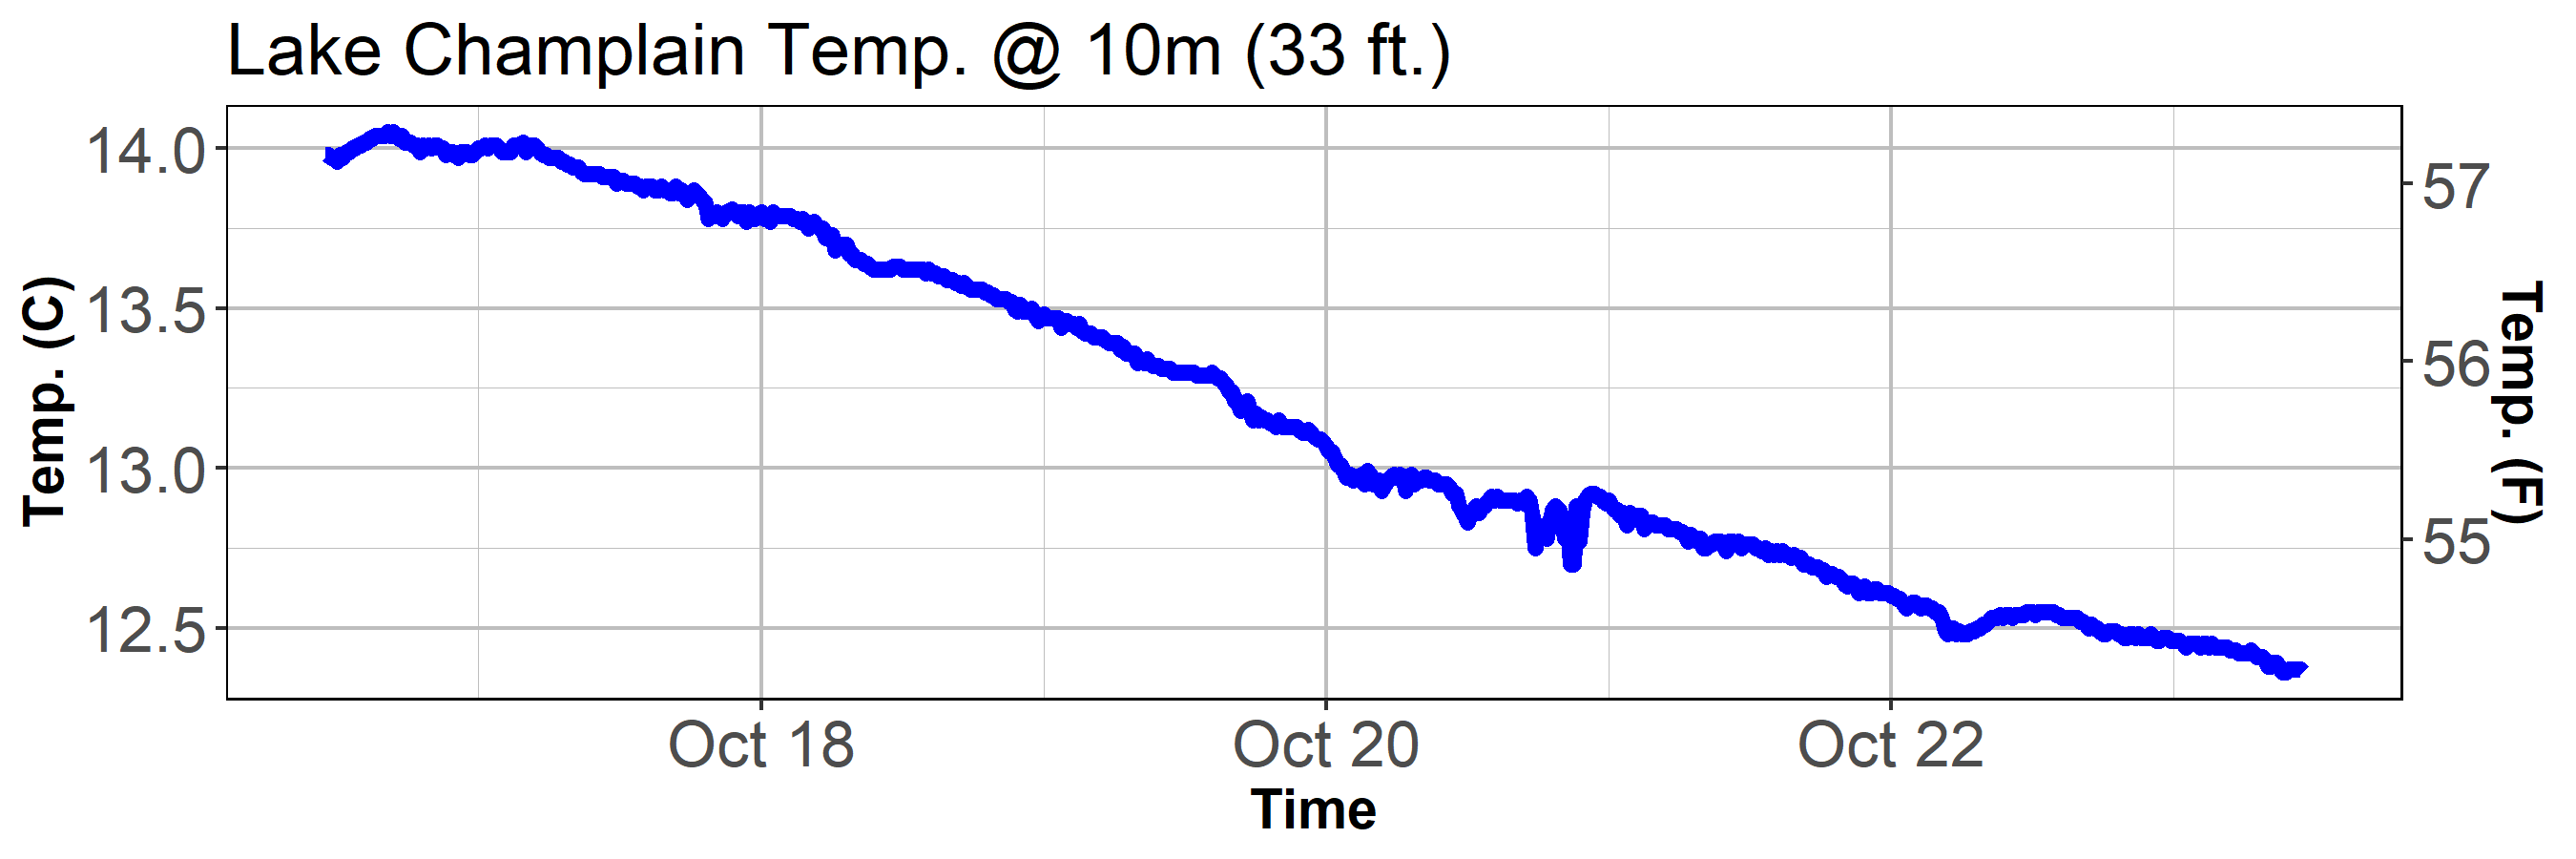 Lake Champlain Temp. @ 10m (33 ft.)
Temp. (C)
14.0
13.5
13.0
12.5
57
56
55
Temp. (F)
Oct 18
Oct 20
Oct 22
Time